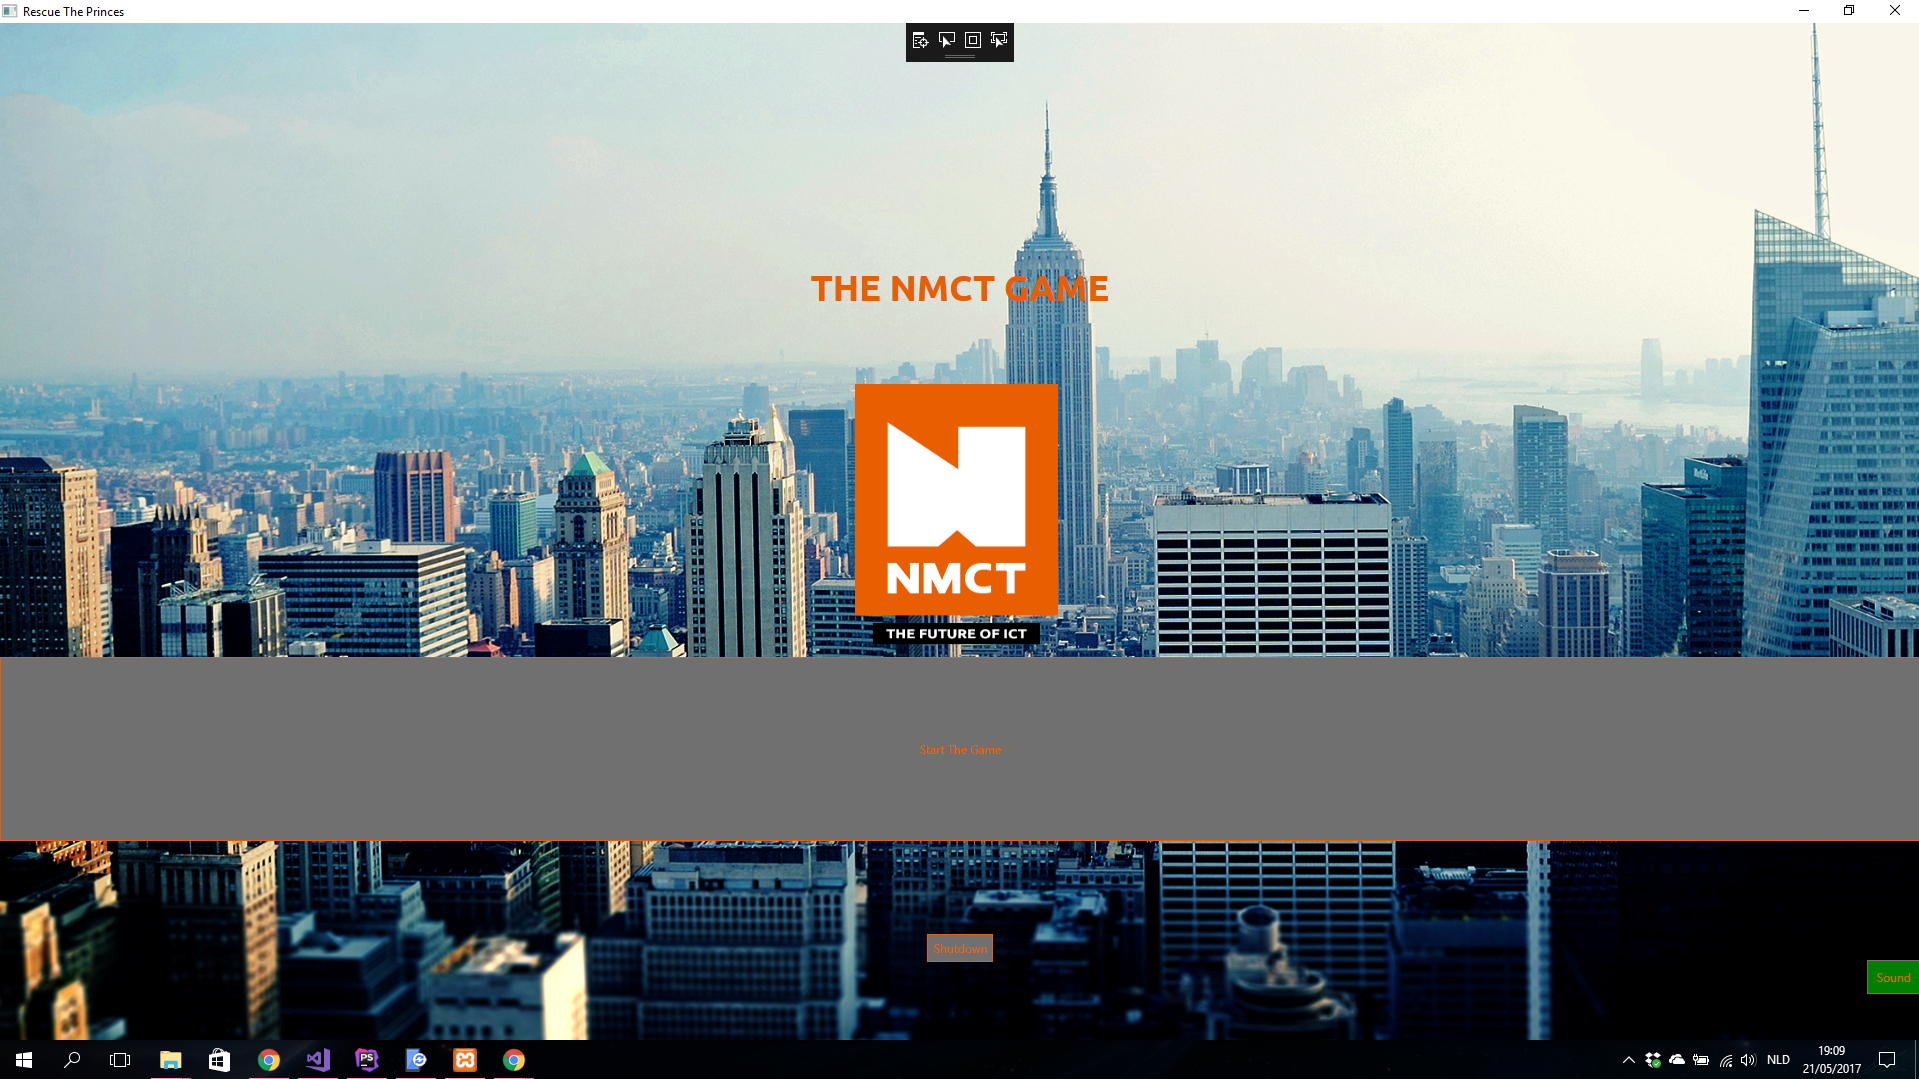 Rescue The Princes
THE NMCT GAME
NMCT
THE FUTURE OF ICT
Start The Game
Shutdown
Sound
PS
NLD
19:09
21/05/2017